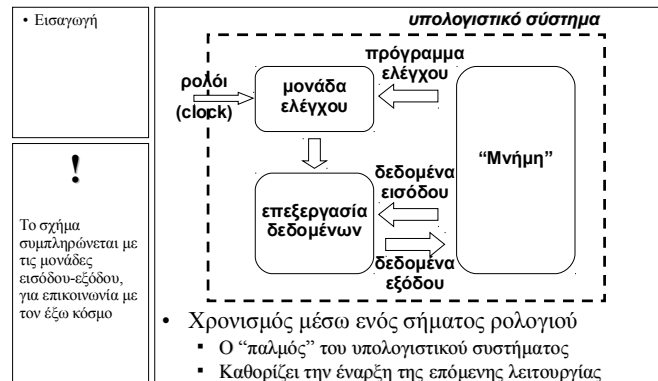 • Εισαγωγή
!
Το σχήμα
συμπληρώνεται με
τις μονάδες
εισόδου-εξόδου,
για επικοινωνία με
τον έξω κόσμο
υπολογιστικό σύστημα
πρόγραμμα
ελέγχου
ρολόι
(clock)
μονάδα
ελέγχου
“Μνήμη”
δεδομένα
εισόδου
επεξεργασία
δεδομένων
δεδομένα
εξόδου
• Χρονισμός μέσω ενός σήματος ρολογιού
▪ Ο “παλμός” του υπολογιστικού συστήματος
▪ Καθορίζει την έναρξη της επόμενης λειτουργίας